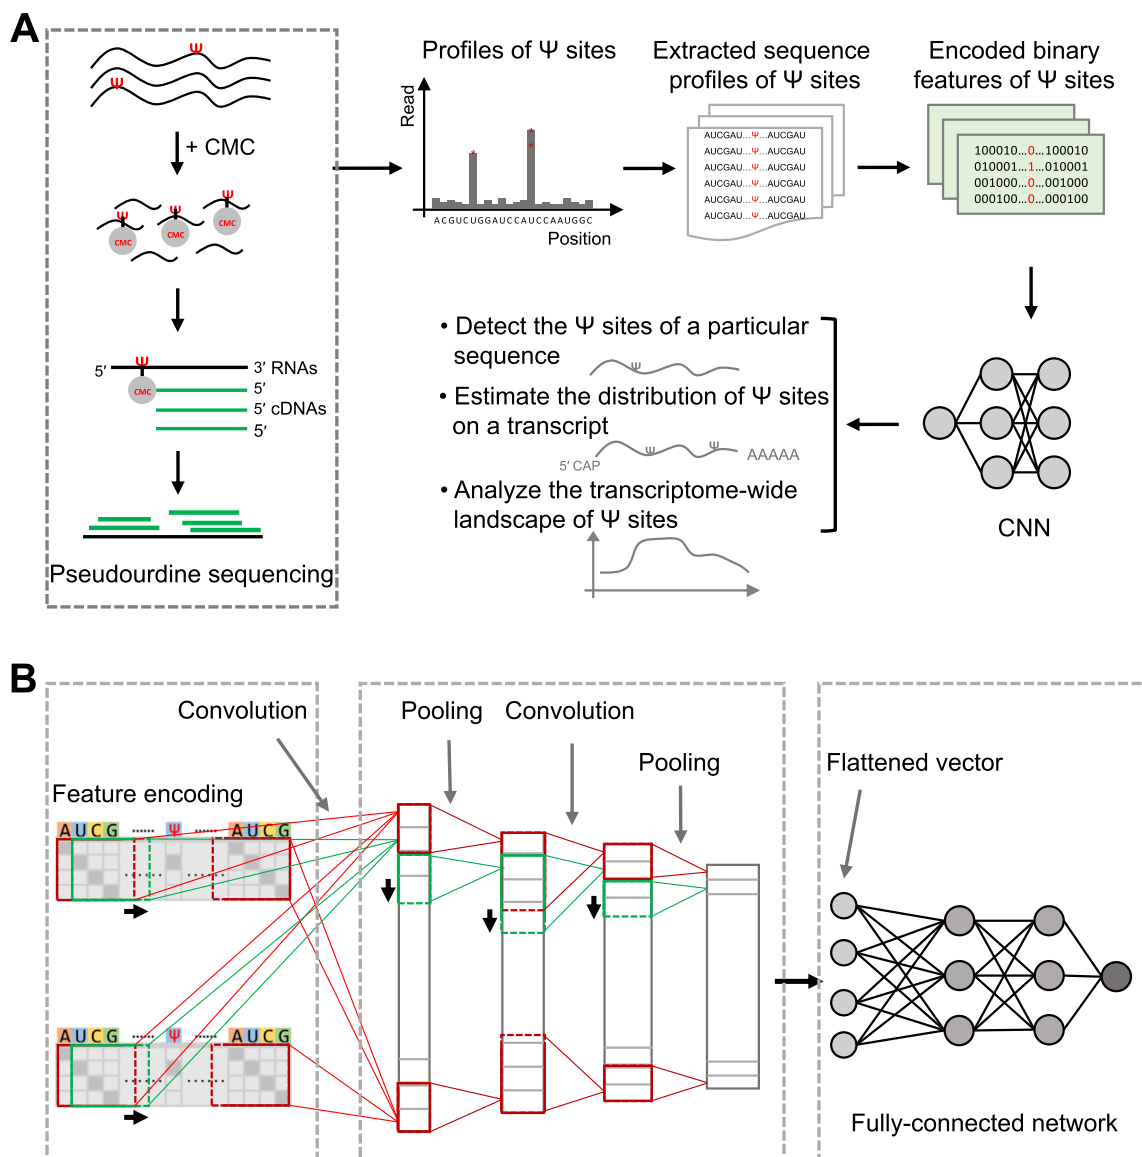 A
Ψ
Ψ
+ CMC
Ψ
Ψ
Ψ
CMC
CMC
CMC
Ψ
5′
3′ RNAs
CMC
5′
5′ cDNAs
5′
Pseudourdine sequencing
Profiles of Ψ sites
Read
*
*
*
ACGUCUGGAUCCAUCCAAUGGC
Position
Extracted sequence
profiles of Ψ sites
AUCGAU...Ψ...AUCGAU
AUCGAU...Ψ...AUCGAU
AUCGAU...Ψ...AUCGAU
AUCGAU...Ψ...AUCGAU
AUCGAU...Ψ...AUCGAU
AUCGAU...Ψ...AUCGAU
Encoded binary
features of Ψ sites
100010...0...100010
010001...1...010001
001000...0...001000
000100...0...000100
CNN
• Detect the Ψ sites of a particular
sequence
Ψ
• Estimate the distribution of Ψ sites
on a transcript
Ψ
Ψ
5′ CAP
AAAAA
• Analyze the transcriptome-wide
landscape of Ψ sites
B
Convolution
Pooling
Convolution
Pooling
Flattened vector
Feature encoding
A U C G ...... Ψ ...... A U C G
....... .......
A U C G ...... Ψ ...... A U C G
....... .......
Fully-connected network